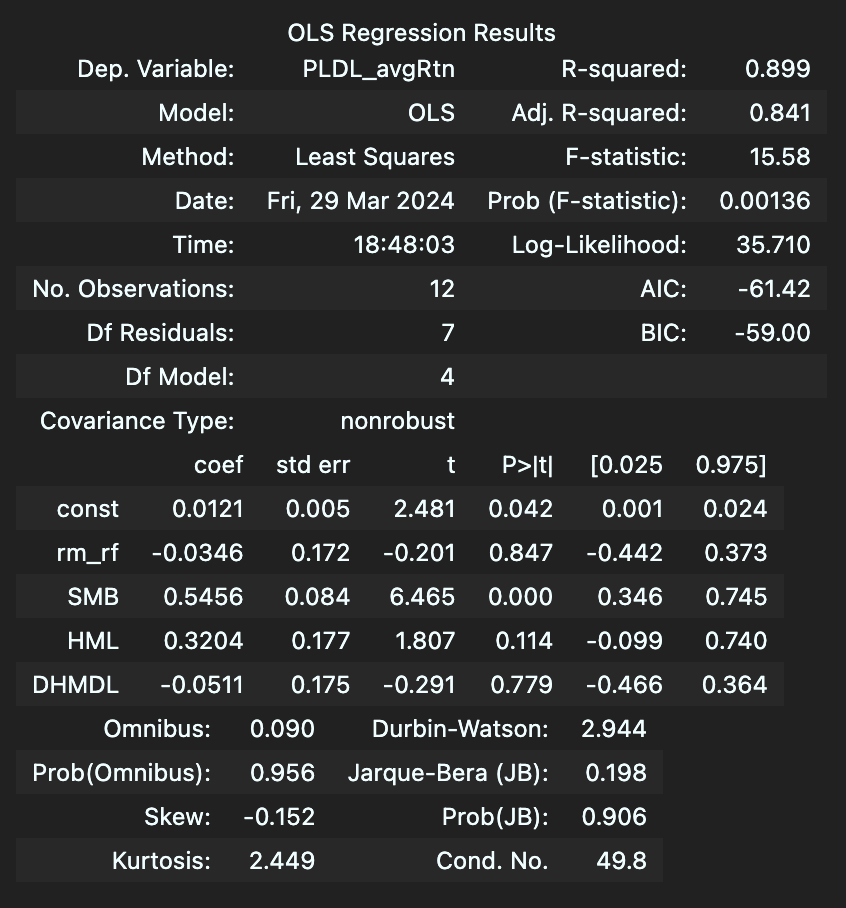 OLS Regression Results
Dep. Variable: PLDL_avgRtn R-squared: 0.899
Model: OLS Adj. R-squared: 0.841
Method: Least Squares F-statistic: 15.58
Date: Fri, 29 Mar 2024 Prob (F-statistic): 0.00136
Time: 18:48:03 Log-Likelihood: 35.710
No. Observations: 12 AIC: -61.42
Df Residuals: 7 BIC: -59.00
Df Model: 4
Covariance Type: nonrobust
coef std err t P>|t| [0.025 0.975]
const 0.0121 0.005 2.481 0.042 0.001 0.024
rm_rf -0.0346 0.172 -0.201 0.847 -0.442 0.373
SMB 0.5456 0.084 6.465 0.000 0.346 0.745
HML 0.3204 0.177 1.807 0.114 -0.099 0.740
DHMDL -0.0511 0.175 -0.291 0.779 -0.466 0.364
Omnibus: 0.090 Durbin-Watson: 2.944
Prob(Omnibus): 0.956 Jarque-Bera (JB): 0.198
Skew: -0.152 Prob(JB): 0.906
Kurtosis: 2.449 Cond. No. 49.8